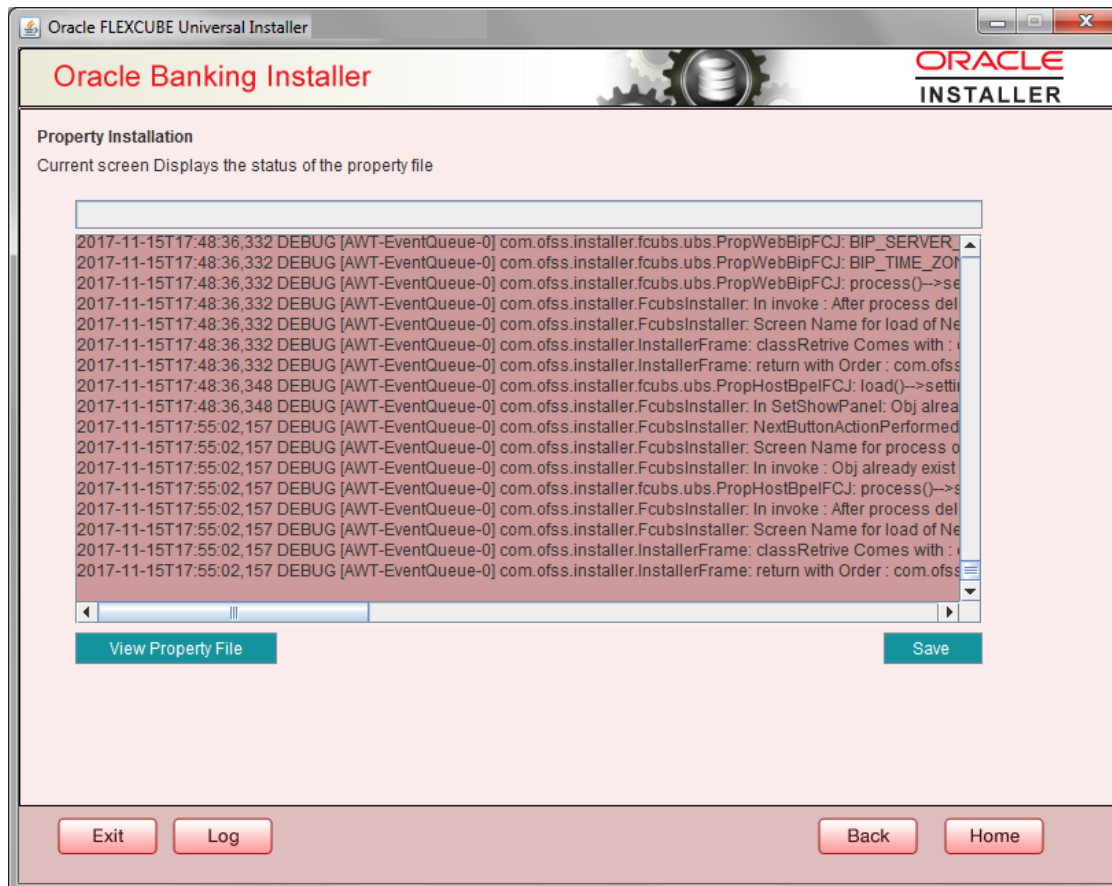 Oracle FLEXCUBE Universal Installer
Oracle Banking Installer
ORACLE
INSTALLER
Property Installation
Current screen Displays the status of the property file
2017-11-15T17:48:36,332 DEBUG [AWT-EventQueue-0] com.ofss.installer.fcubs.ubs.PropWebBipFCJ: BIP_SERVER_
2017-11-15T17:48:36,332 DEBUG [AWT-EventQueue-0] com.ofss.installer.fcubs.ubs.PropWebBipFCJ: BIP_TIME_ZON
2017-11-15T17:48:36,332 DEBUG [AWT-EventQueue-0] com.ofss.installer.fcubs.ubs.PropWebBipFCJ: process()-->se
2017-11-15T17:48:36,332 DEBUG [AWT-EventQueue-0] com.ofss.installer.FcubsInstaller: In invoke : After process del
2017-11-15T17:48:36,332 DEBUG [AWT-EventQueue-0] com.ofss.installer.FcubsInstaller: Screen Name for load of Ne
2017-11-15T17:48:36,332 DEBUG [AWT-EventQueue-0] com.ofss.installer.InstallerFrame: classRetrive Comes with :
2017-11-15T17:48:36,332 DEBUG [AWT-EventQueue-0] com.ofss.installer.InstallerFrame: return with Order : com.ofss
2017-11-15T17:48:36,348 DEBUG [AWT-EventQueue-0] com.ofss.installer.fcubs.ubs.PropHostBpelFCJ: load()-->settin
2017-11-15T17:48:36,348 DEBUG [AWT-EventQueue-0] com.ofss.installer.FcubsInstaller: In SetShowPanel: Obj alrea
2017-11-15T17:55:02,157 DEBUG [AWT-EventQueue-0] com.ofss.installer.FcubsInstaller: NextButtonActionPerformed
2017-11-15T17:55:02,157 DEBUG [AWT-EventQueue-0] com.ofss.installer.FcubsInstaller: Screen Name for process o
2017-11-15T17:55:02,157 DEBUG [AWT-EventQueue-0] com.ofss.installer.FcubsInstaller: In invoke : Obj already exist
2017-11-15T17:55:02,157 DEBUG [AWT-EventQueue-0] com.ofss.installer.fcubs.ubs.PropHostBpelFCJ: process()-->s
2017-11-15T17:55:02,157 DEBUG [AWT-EventQueue-0] com.ofss.installer.FcubsInstaller: In invoke : After process del
2017-11-15T17:55:02,157 DEBUG [AWT-EventQueue-0] com.ofss.installer.FcubsInstaller: Screen Name for load of Ne
2017-11-15T17:55:02,157 DEBUG [AWT-EventQueue-0] com.ofss.installer.InstallerFrame: classRetrive Comes with :
2017-11-15T17:55:02,157 DEBUG [AWT-EventQueue-0] com.ofss.installer.InstallerFrame: return with Order : com.ofss
View Property File
Save
Exit
Log
Back
Home